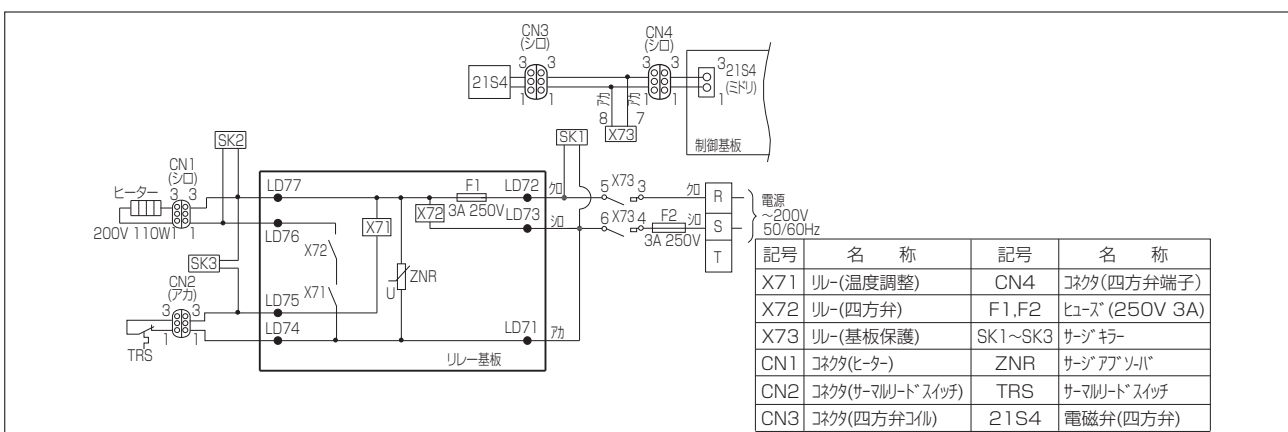 CN3
(シロ)
CN4
(シロ)
3 3
3 3
3 21S4
(ミドリ)
21S4
1 1
アカ
アカ
1 1
1
8 7
X73
制御基板
SK2
SK1
CN1
(シロ)
ヒーター
3 3
LD77
F1
LD72
クロ
5 X73 3
クロ
R
電源
~200V
50/60Hz
3A 250V
X72
LD73
シロ
6 X73 4
F2
シロ
S
200V 110W
1 1
LD76
X71
3A 250V
T
X72
SK3
CN2
(アカ)
ZNR
U
3 3
LD75
X71
LD74
LD71
アカ
1 1
TRS
リレー基板
記号 名 称 記号 名 称
X71 リレー(温度調整) CN4 コネクタ(四方弁端子)
X72 リレー(四方弁) F1,F2 ヒューズ(250V 3A)
X73 リレー(基板保護) SK1~SK3 サージキラー
CN1 コネクタ(ヒーター) ZNR サージアブソーバ
CN2 コネクタ(サーマルリードスイッチ) TRS サーマルリードスイッチ
CN3 コネクタ(四方弁コイル) 21S4 電磁弁(四方弁)